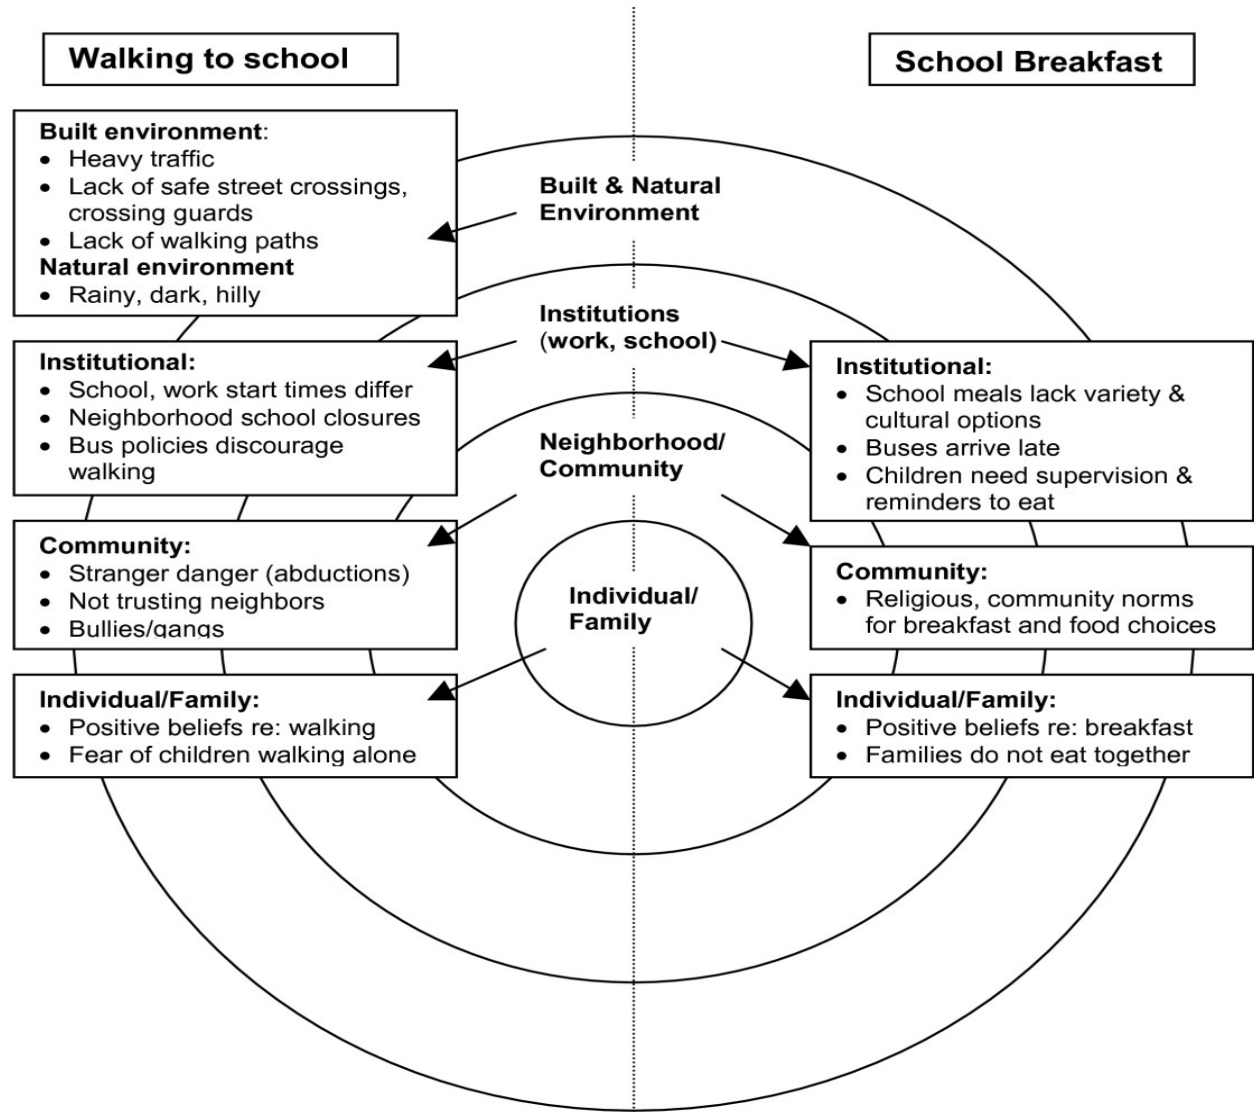 Walking to school
School Breakfast
Built environment:
• Heavy traffic
• Lack of safe street crossings,
crossing guards
• Lack of walking paths
Natural environment
• Rainy, dark, hilly
Built & Natural
Environment
Institutions
(work, school)
Institutional:
• School, work start times differ
• Neighborhood school closures
• Bus policies discourage
walking
Institutional:
• School meals lack variety &
cultural options
• Buses arrive late
• Children need supervision &
reminders to eat
Neighborhood/
Community
Community:
• Stranger danger (abductions)
• Not trusting neighbors
• Bullies/gangs
Community:
• Religious, community norms
for breakfast and food choices
Individual/
Family
Individual/Family:
• Positive beliefs re: walking
• Fear of children walking alone
Individual/Family:
• Positive beliefs re: breakfast
• Families do not eat together